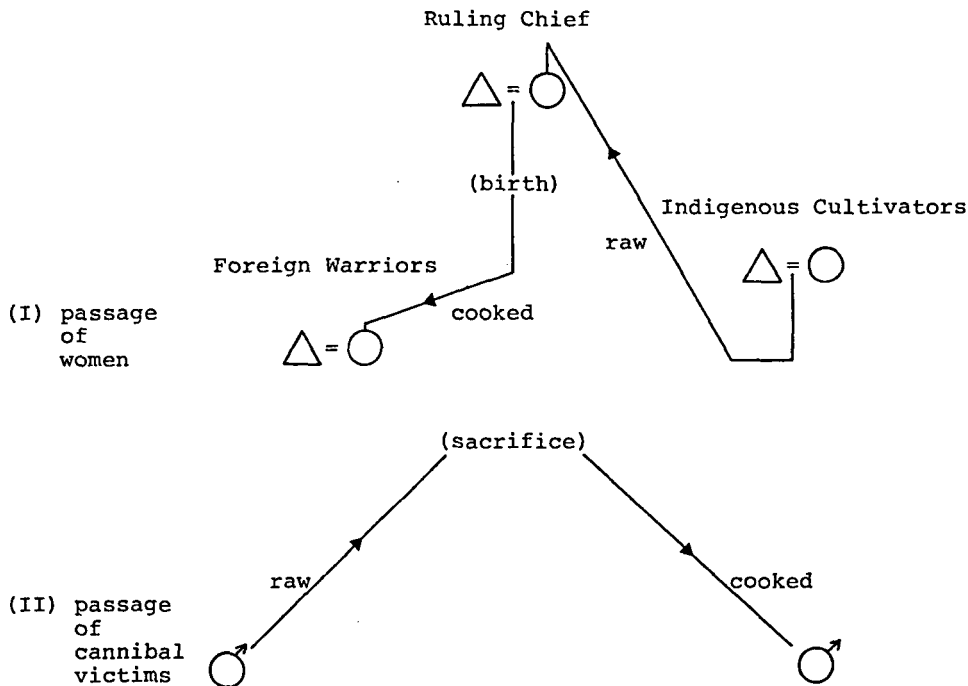 Ruling Chief
=
(birth)
Indigenous Cultivators
raw
=
Foreign Warriors
cooked
(I) passage
of
women
=
(sacrifice)
raw
cooked
(II) passage
of
cannibal
victims